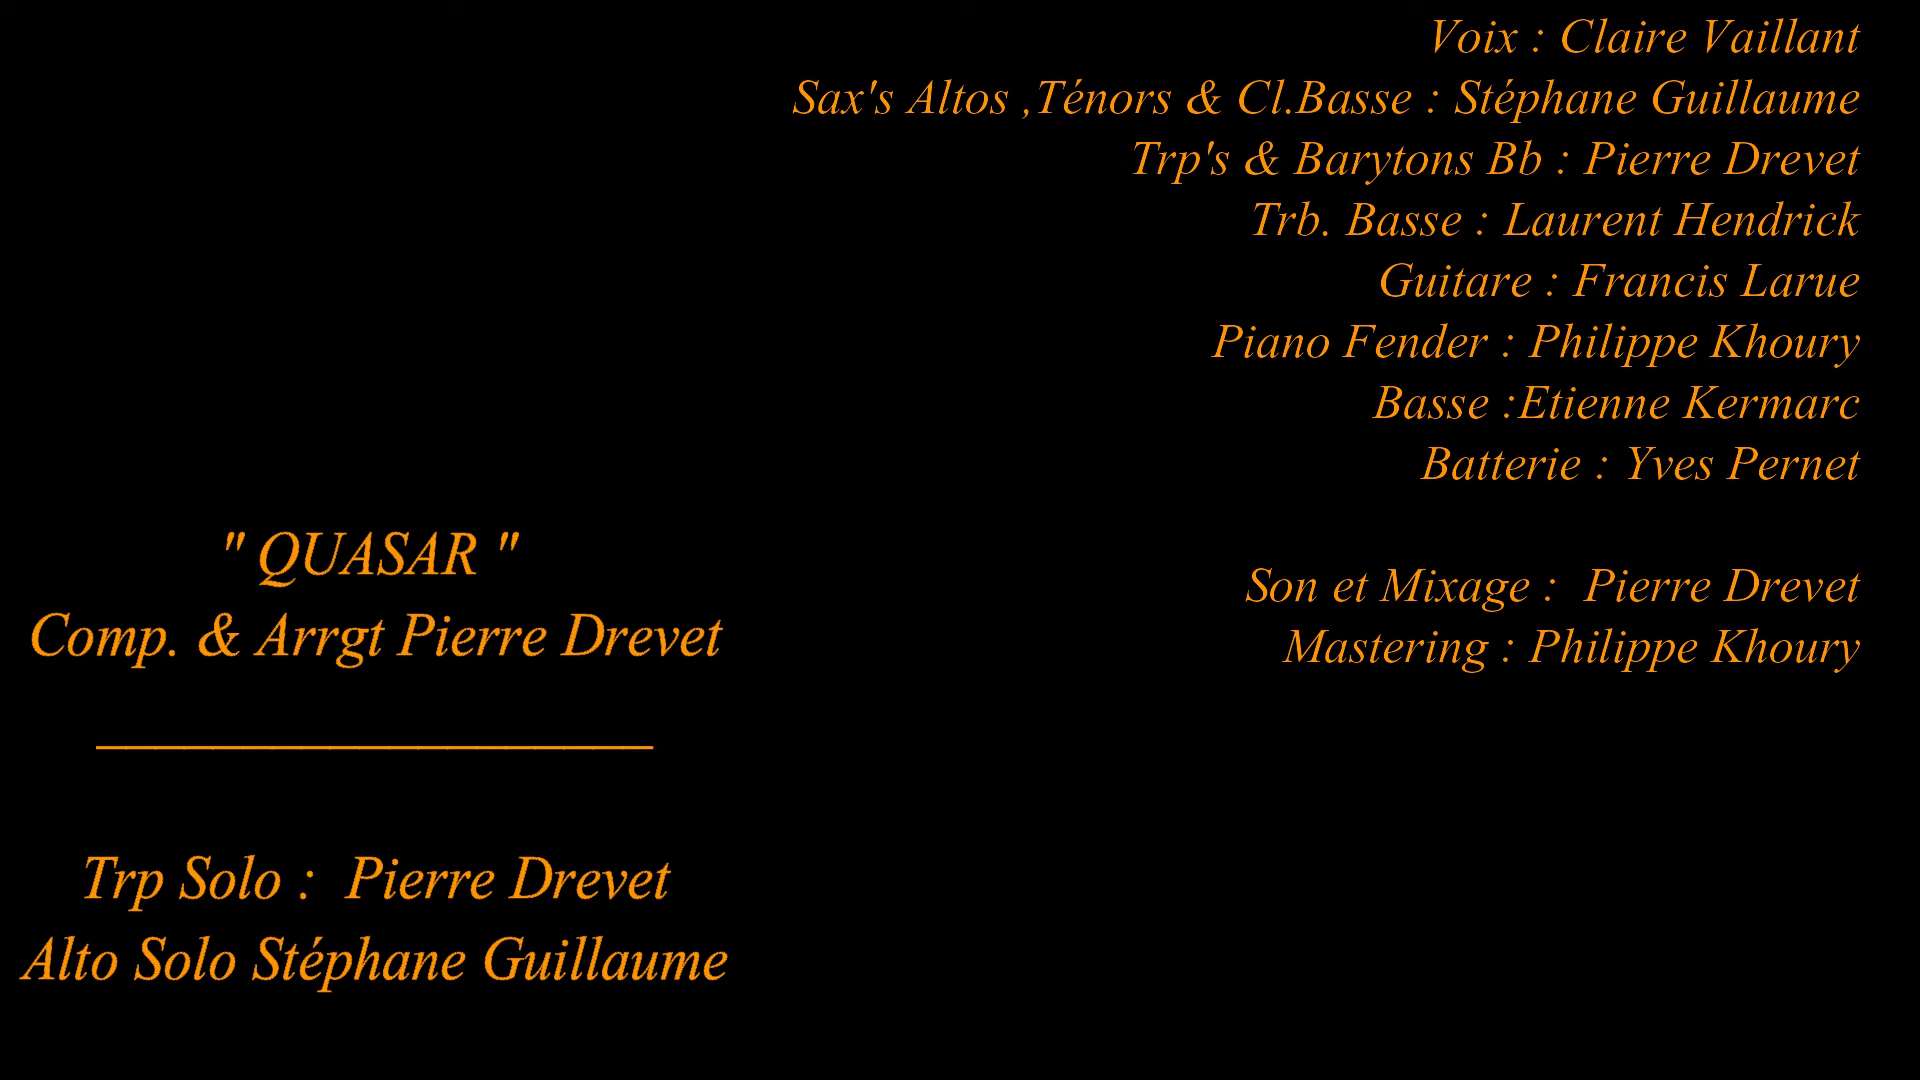 Voix : Claire Vaillant
Sax's Altos ,Ténors & Cl.Basse : Stéphane Guillaume
Trp's & Barytons Bb : Pierre Drevet
Trb. Basse : Laurent Hendrick
Guitare : Francis Larue
Piano Fender : Philippe Khoury
Basse :Etienne Kermarc
Batterie : Yves Pernet
Son et Mixage :  Pierre Drevet
Mastering : Philippe Khoury
" QUASAR "
Comp. & Arrgt Pierre Drevet
Trp Solo :  Pierre Drevet
Alto Solo Stéphane Guillaume